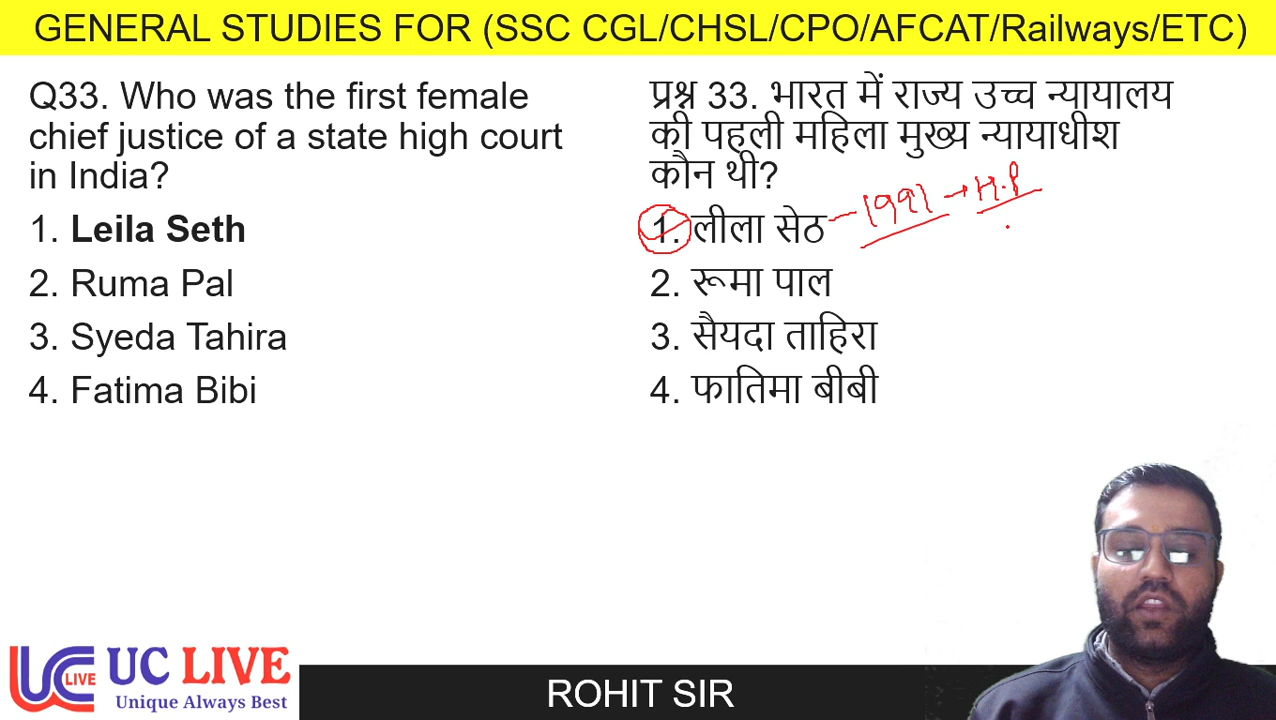 GENERAL STUDIES FOR (SSC CGL/CHSL/CPO/AFCAT/Railways/ETC)
Q33. Who was the first female
chief justice of a state high court
in India?
1. Leila Seth
2. Ruma Pal
3. Syeda Tahira
4. Fatima Bibi
प्रश्न 33. भारत में राज्य उच्च न्यायालय
की पहली महिला मुख्य न्यायाधीश
कौन थी?
1. लीला सेठ – 1991 → H.P
2. रूमा पाल
3. सैयदा ताहिरा
4. फातिमा बीबी
UC LIVE
LIVE
Unique Always Best
ROHIT SIR